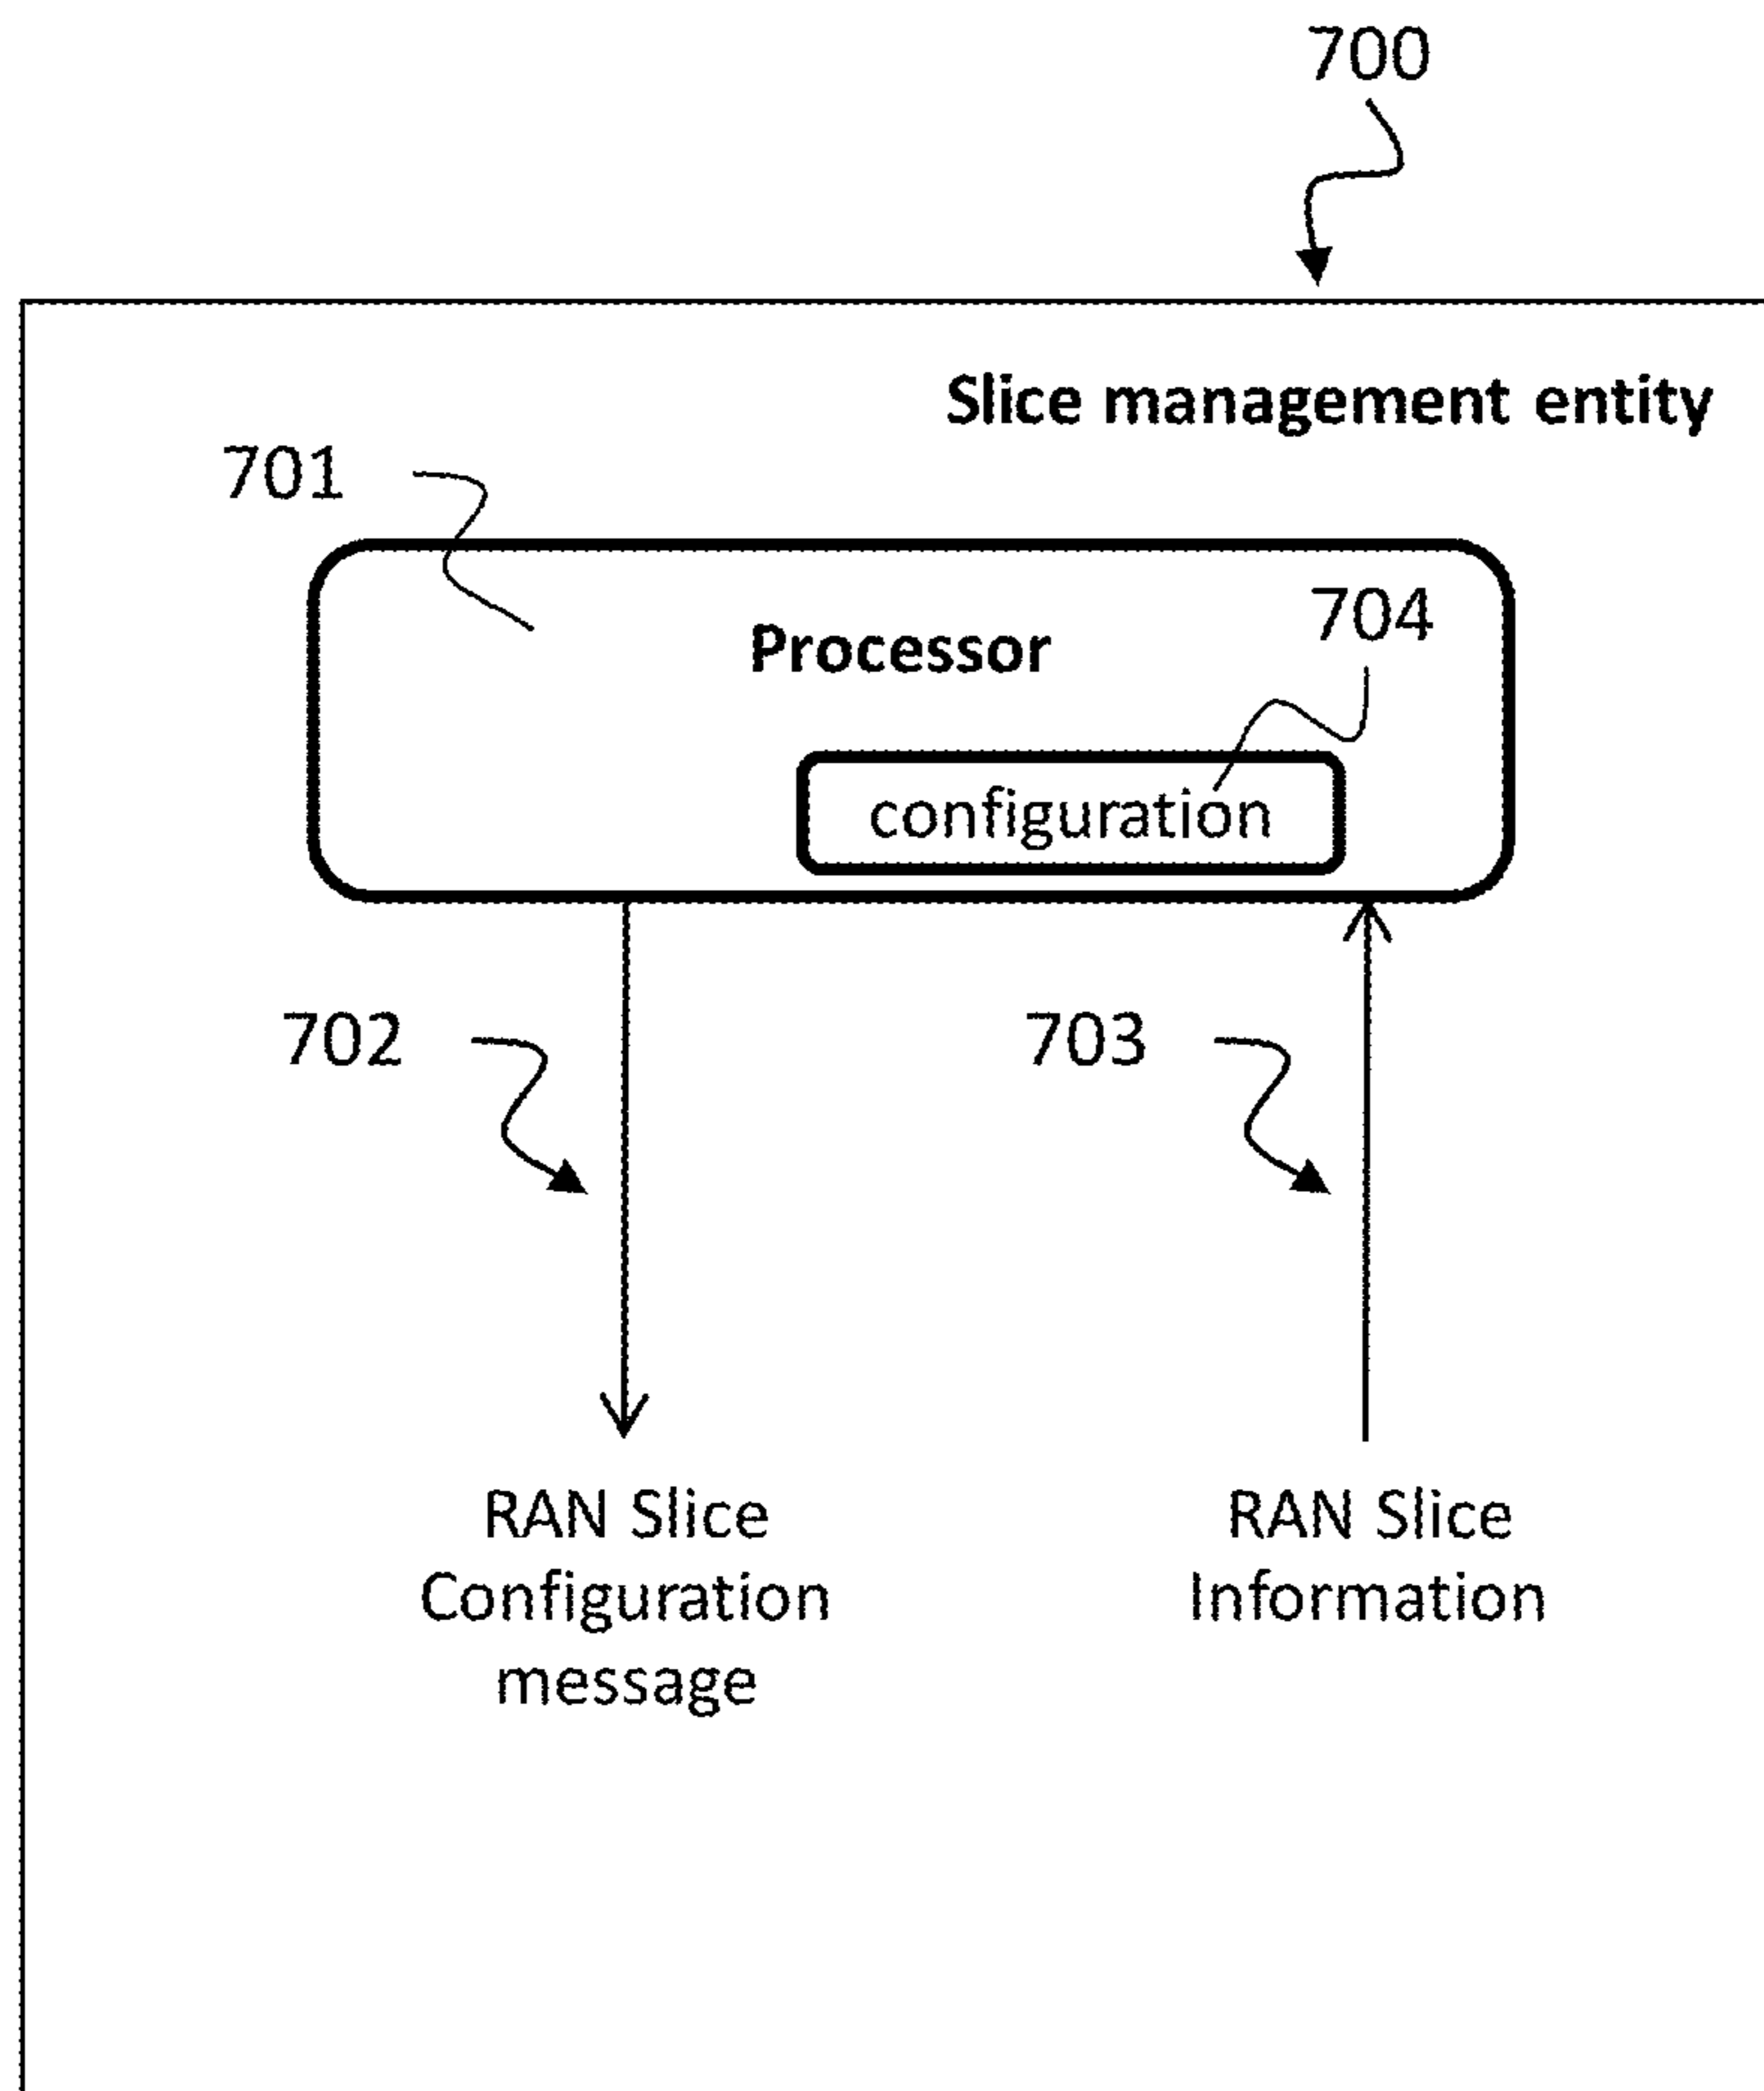 700
Slice management entity
701
704
Processor
configuration
702
703
RAN Slice
Configuration
message
RAN Slice
Information